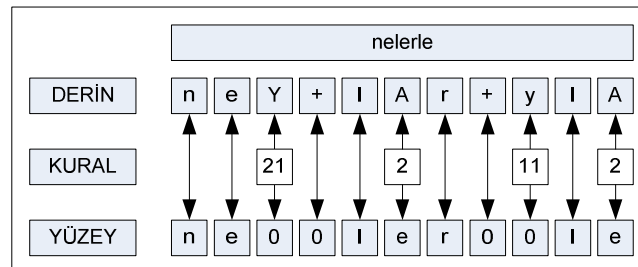 nelerle
DERİN n e Y + l A r + y l A
KURAL 21 2 11 2
YÜZEY n e 0 0 l e r 0 0 l e